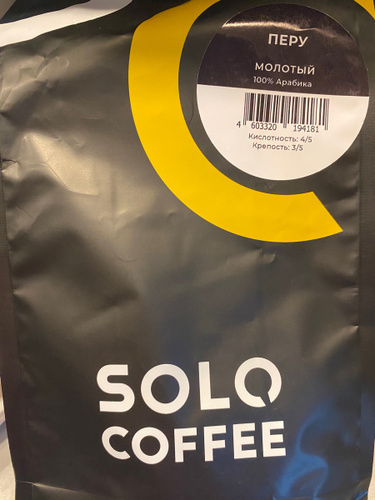 ПЕРУ
МОЛОТЫЙ
100% Арабика
4 603320 194181
Кислотность: 4/5
Крепость: 3/5
SOLO
COFFEE